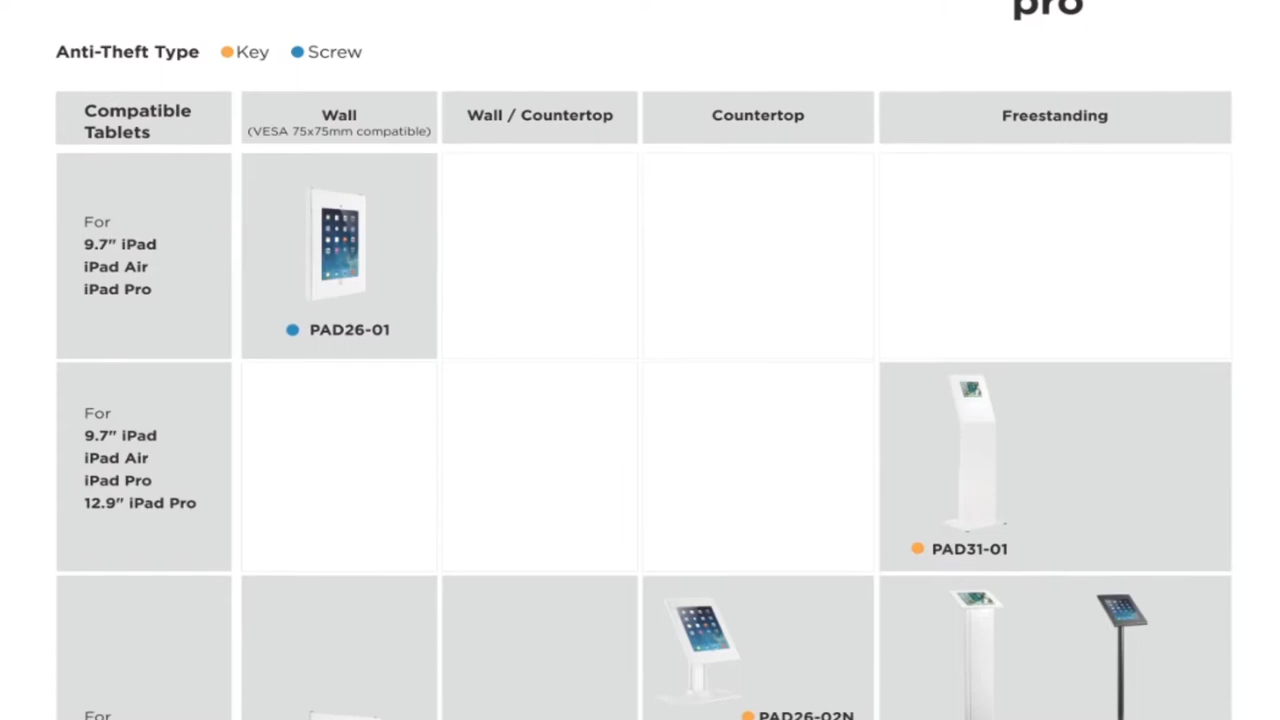 pro
Anti-Theft Type Key Screw
Compatible
Tablets
Wall
(VESA 75x75mm compatible)
Wall / Countertop
Countertop
Freestanding
For
9.7" iPad
iPad Air
iPad Pro
PAD26-01
For
9.7" iPad
iPad Air
iPad Pro
12.9" iPad Pro
PAD31-01
For
PAD26-02N